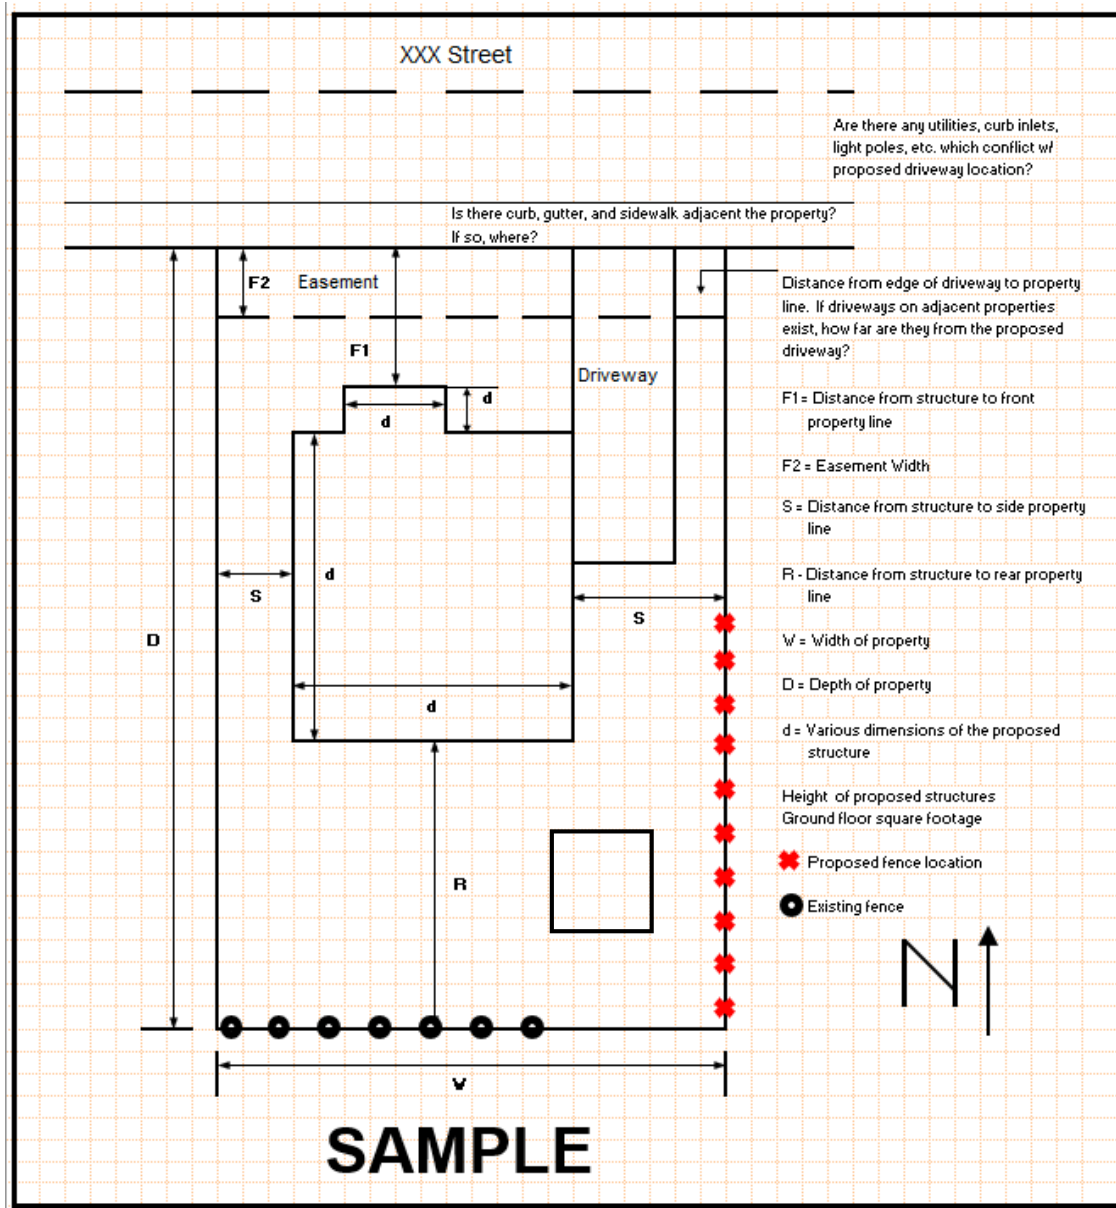 XXX Street
Are there any utilities, curb inlets,
light poles, etc. which conflict w/
proposed driveway location?
Is there curb, gutter, and sidewalk adjacent the property?
If so, where?
F2
Easement
Distance from edge of driveway to property
line. If driveways on adjacent properties
exist, how far are they from the proposed
driveway?
F1
Driveway
d
d
F1= Distance from structure to front
property line
F2 = Easement Width
S = Distance from structure to side property
line
d
S
R - Distance from structure to rear property
line
S
D
W = Width of property
D = Depth of property
d
d = Various dimensions of the proposed
structure
Height of proposed structures
Ground floor square footage
R
Proposed fence location
Existing fence
N
W
SAMPLE